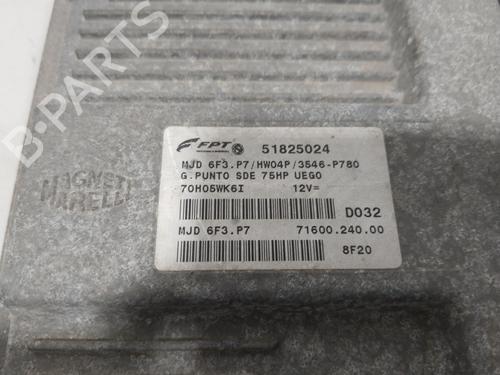 FPT 51825024
MJD 6F3.P7/HW04P/3546-P780
G.PUNTO SDE 75HP UEGO
70H05WK6I 12V=
D032
MJD 6F3.P7 71600.240.00
8F20
MAGNETI
MARELLI
B-PARTS